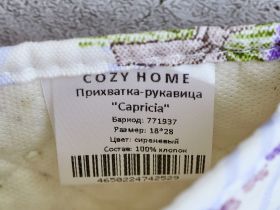 COZY HOME
Прихватка-рукавица
"Capricia"
Баркод: 771937
Размер: 18*28
Цвет: сиреневый
Состав: 100% хлопок
4650224742529